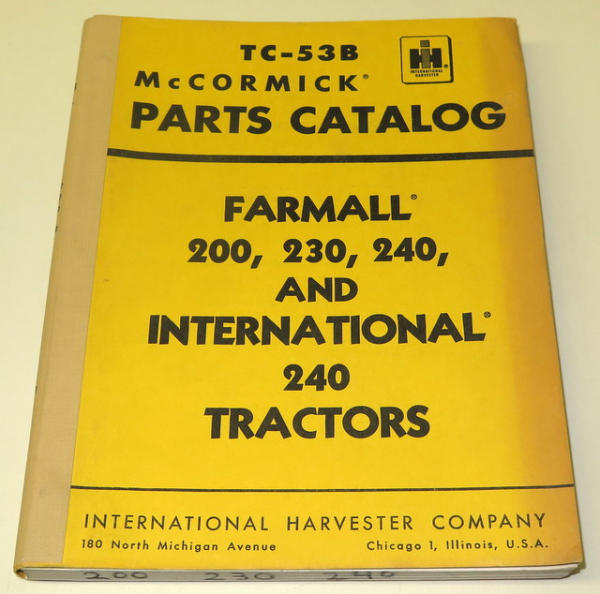 TC-53B
McCORMICK®
PARTS CATALOG
IH®
INTERNATIONAL
HARVESTER
FARMALL®
200, 230, 240,
AND
INTERNATIONAL®
240
TRACTORS
INTERNATIONAL HARVESTER COMPANY
180 North Michigan Avenue Chicago 1, Illinois, U.S.A.
200 230 240